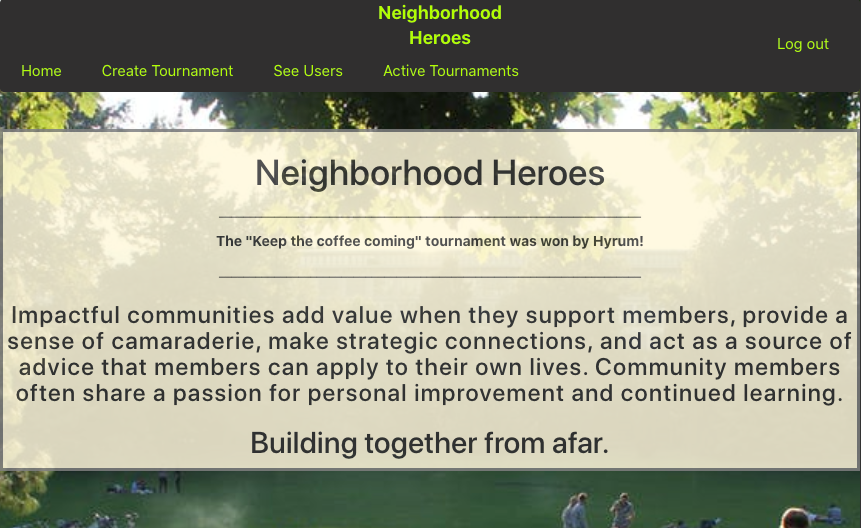 Neighborhood
Heroes
Log out
Home Create Tournament See Users Active Tournaments
Neighborhood Heroes
The "Keep the coffee coming" tournament was won by Hyrum!
Impactful communities add value when they support members, provide a
sense of camaraderie, make strategic connections, and act as a source of
advice that members can apply to their own lives. Community members
often share a passion for personal improvement and continued learning.
Building together from afar.